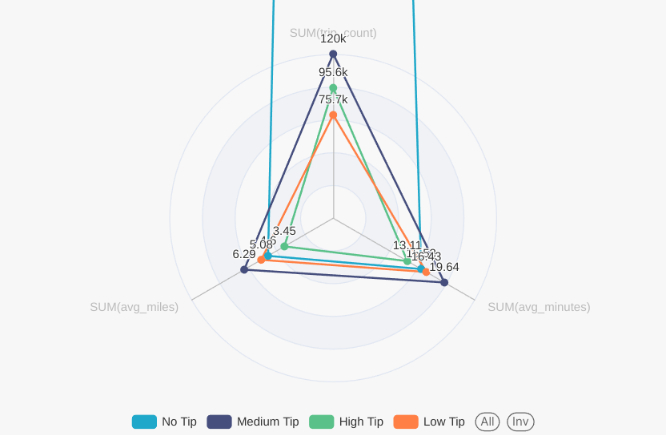 SUM(trip_count)
120k
95.6k
75.7k
3.45
5.08
6.29
13.11
16.43
19.64
SUM(avg_miles)
SUM(avg_minutes)
No Tip
Medium Tip
High Tip
Low Tip
All
Inv